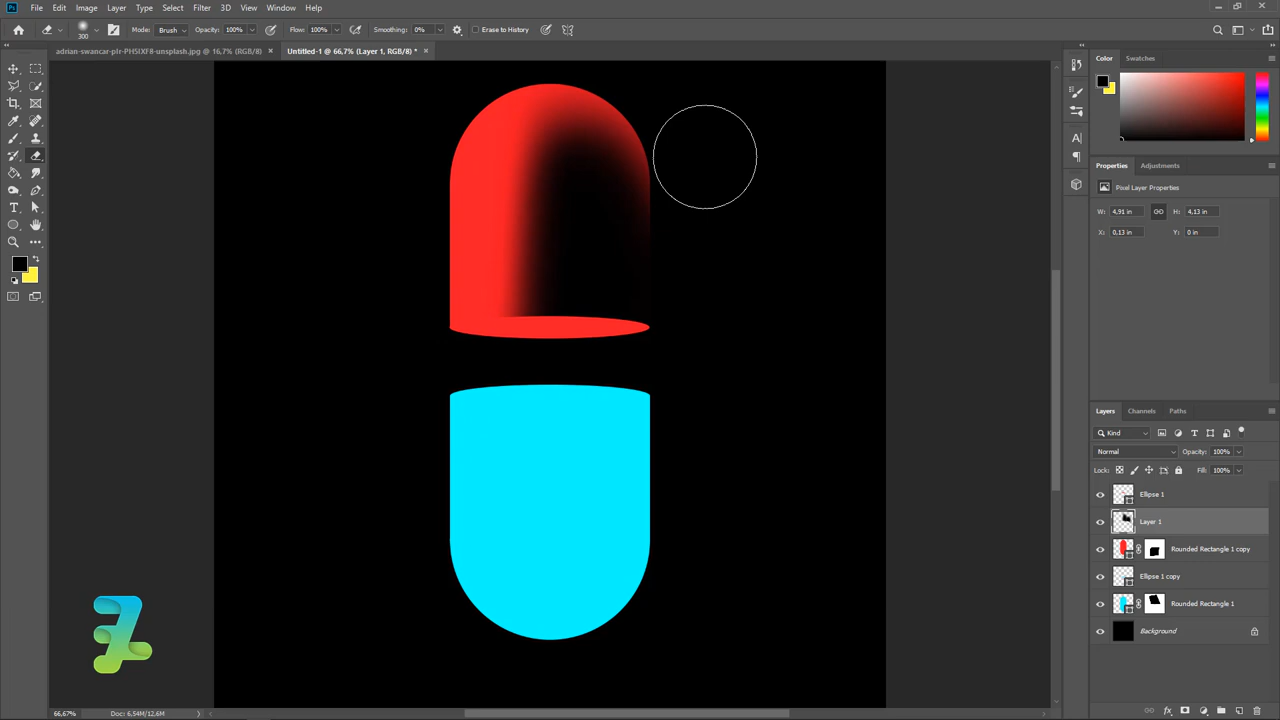 Ps File Edit Image Layer Type Select Filter 3D View Window Help
300 Mode: Brush Opacity: 100% Flow: 100% Smoothing: 0% Erase to History
adrian-swancar-pIr-PHSIXF8-unsplash.jpg @ 16,7% (RGB/8) × Untitled-1 @ 66,7% (Layer 1, RGB/8) * ×
Color Swatches
Properties Adjustments
Pixel Layer Properties
W: 4,91 in H: 4,13 in
X: 0,13 in Y: 0 in
Layers Channels Paths
Kind
Normal Opacity: 100%
Lock: Fill: 100%
Ellipse 1
Layer 1
Rounded Rectangle 1 copy
Ellipse 1 copy
Rounded Rectangle 1
Background
66,67% Doc: 6,54M/12,6M